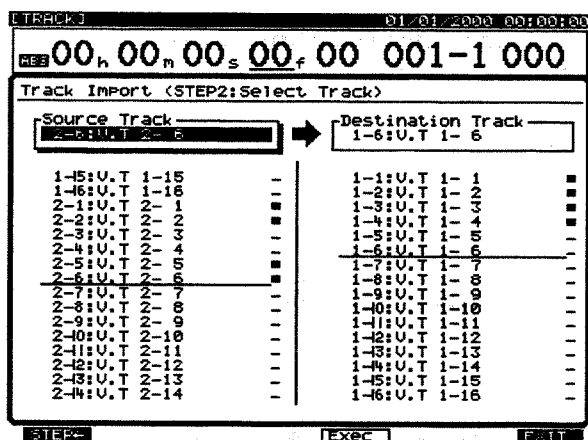 [TRACK] 01/01/2000 00:00:00
ABS 00h 00m 00s 00f 00 001-1 000
Track Import (STEP2:Select Track)
Source Track
2-6:V.T 2- 6
Destination Track
1-6:V.T 1- 6
1-15:V.T 1-15
1-16:V.T 1-16
2-1:V.T 2- 1
2-2:V.T 2- 2
2-3:V.T 2- 3
2-4:V.T 2- 4
2-5:V.T 2- 5
2-6:V.T 2- 6
2-7:V.T 2- 7
2-8:V.T 2- 8
2-9:V.T 2- 9
2-10:V.T 2-10
2-11:V.T 2-11
2-12:V.T 2-12
2-13:V.T 2-13
2-14:V.T 2-14
1-1:V.T 1- 1
1-2:V.T 1- 2
1-3:V.T 1- 3
1-4:V.T 1- 4
1-5:V.T 1- 5
1-6:V.T 1- 6
1-7:V.T 1- 7
1-8:V.T 1- 8
1-9:V.T 1- 9
1-10:V.T 1-10
1-11:V.T 1-11
1-12:V.T 1-12
1-13:V.T 1-13
1-14:V.T 1-14
1-15:V.T 1-15
1-16:V.T 1-16
STEP← Exec EXIT